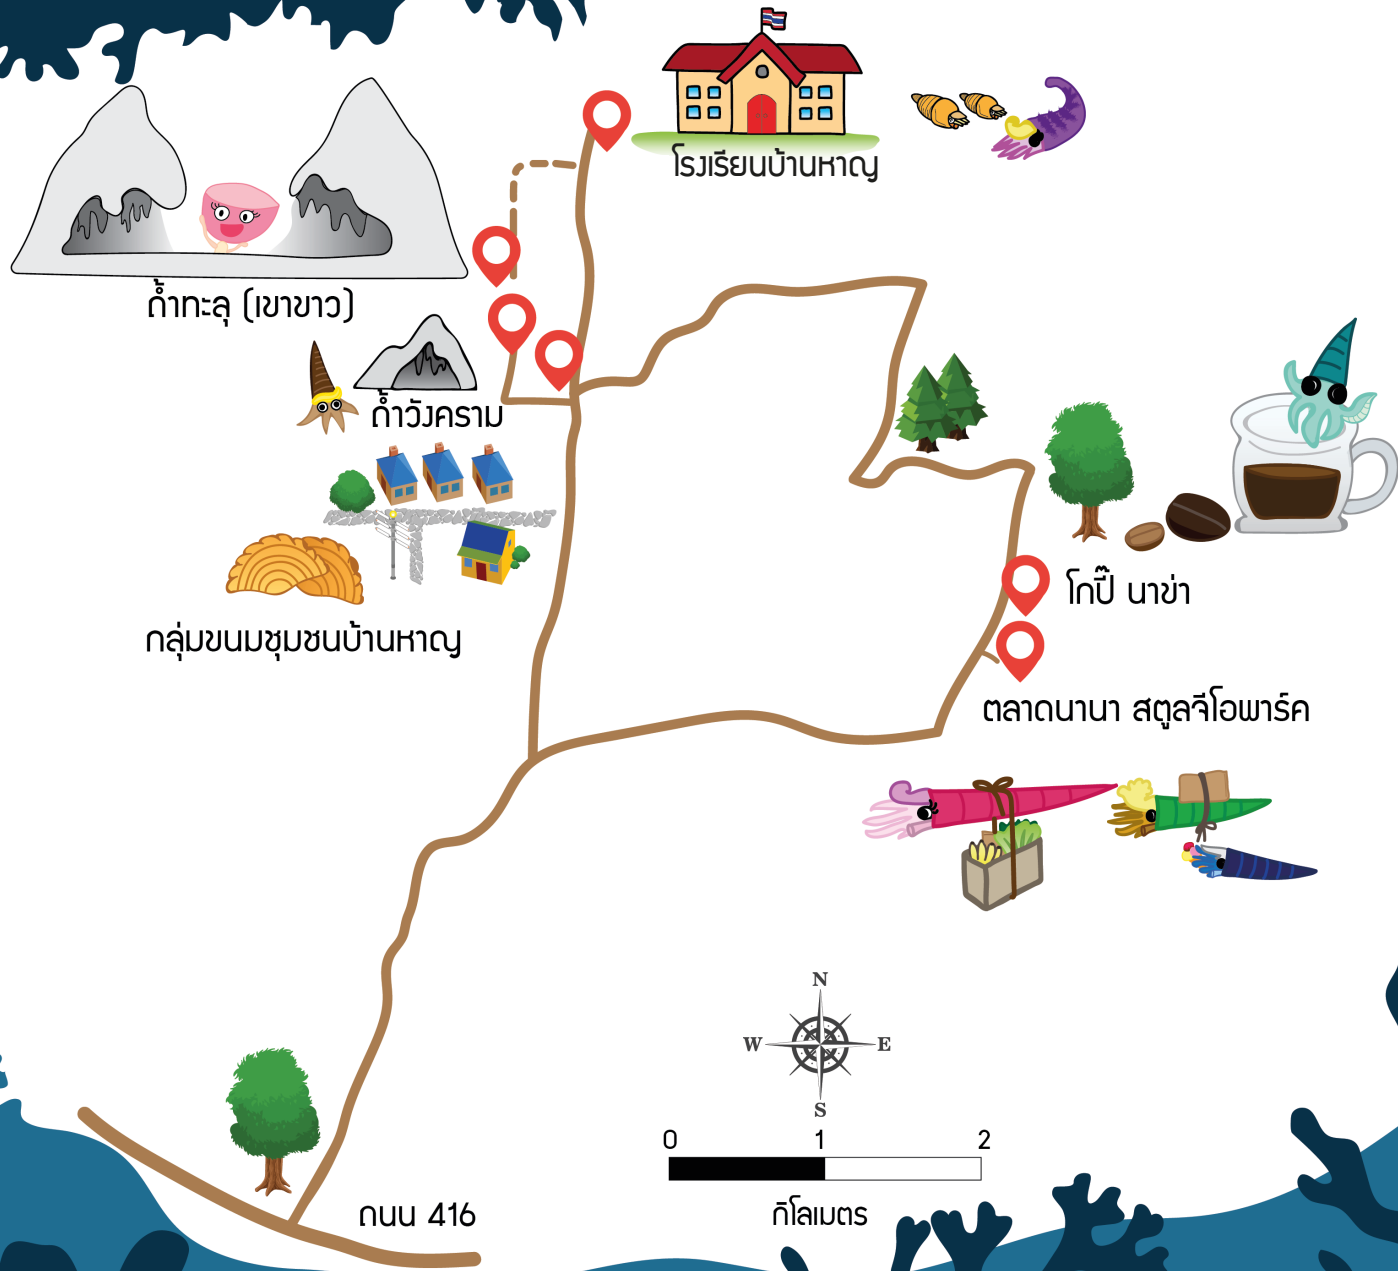 โรงเรียนบ้านหาญ
ถ้ำทะลุ (เขาขาว)
ถ้ำวังคราม
กลุ่มขนมชุมชนบ้านหาญ
โกปี๊ นาข่า
ตลาดนานา สตูลจีโอพาร์ค
N
W E
S
0 1 2
กิโลเมตร
ถนน 416